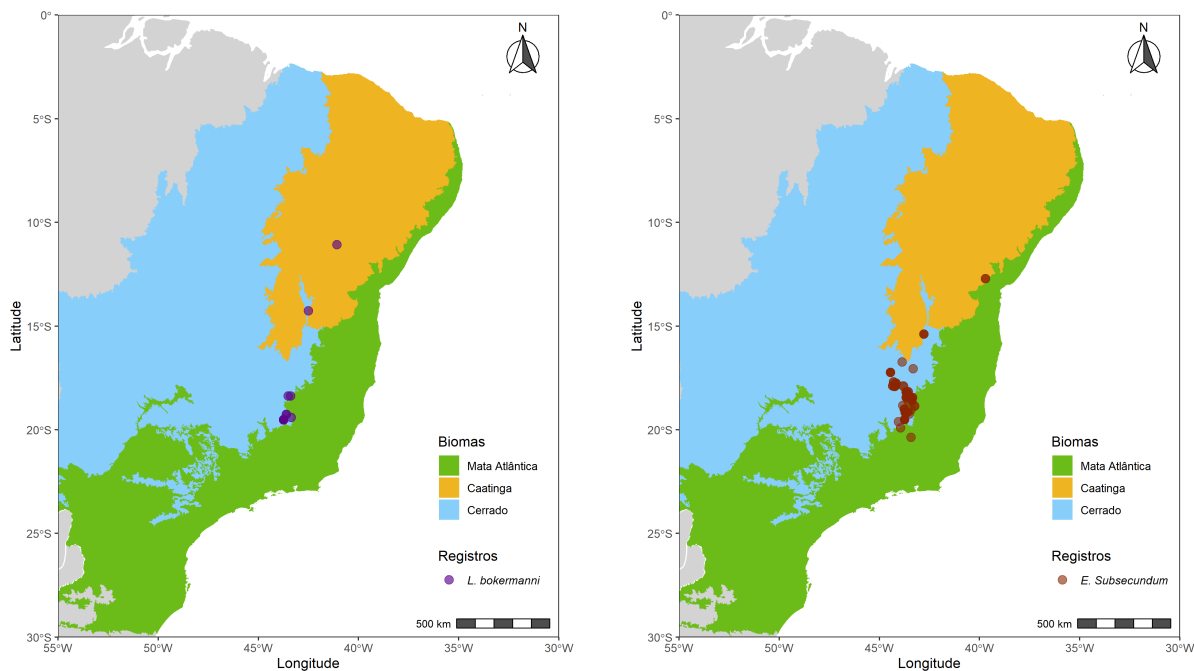 N
0°
5°S
10°S
15°S
20°S
25°S
30°S
Latitude
Biomas
Mata Atlântica
Caatinga
Cerrado
Registros
L. bokermanni
500 km
55°W 50°W 45°W 40°W 35°W 30°W
Longitude
N
0°
5°S
10°S
15°S
20°S
25°S
30°S
Latitude
Biomas
Mata Atlântica
Caatinga
Cerrado
Registros
E. Subsecundum
500 km
55°W 50°W 45°W 40°W 35°W 30°W
Longitude